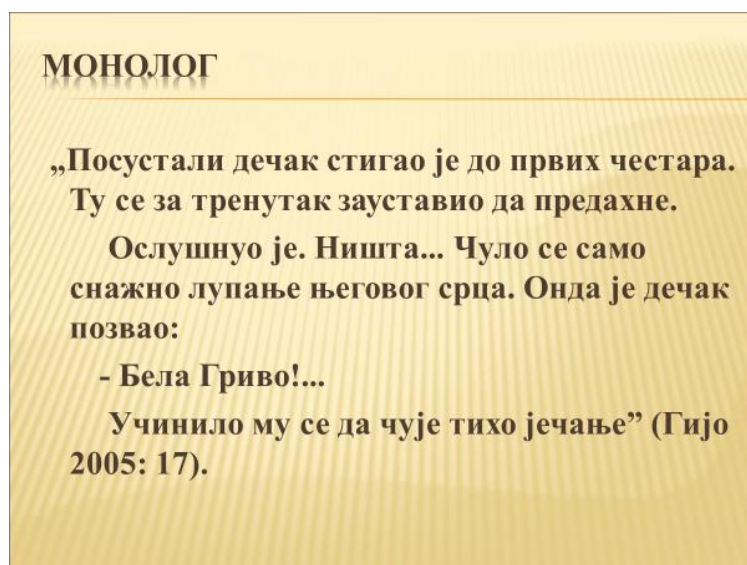 МОНОЛОГ
„Посустали дечак стигао је до првих честара.
Ту се за тренутак зауставио да предахне.
Ослушнуо је. Ништа... Чуло се само
снажно лупање његовог срца. Онда је дечак
позвао:
- Бела Гриво!...
Учинило му се да чује тихо јечање” (Гијо
2005: 17).